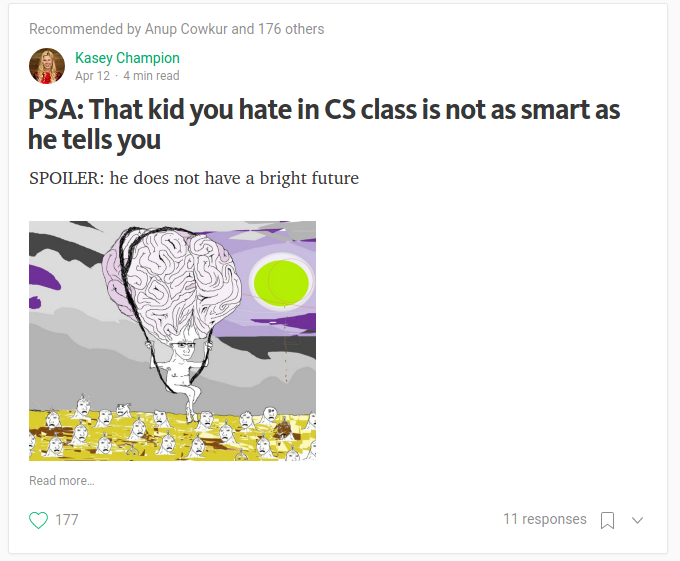 Recommended by Anup Cowkur and 176 others
Kasey Champion
Apr 12 · 4 min read
PSA: That kid you hate in CS class is not as smart as
he tells you
SPOILER: he does not have a bright future
Read more...
177
11 responses